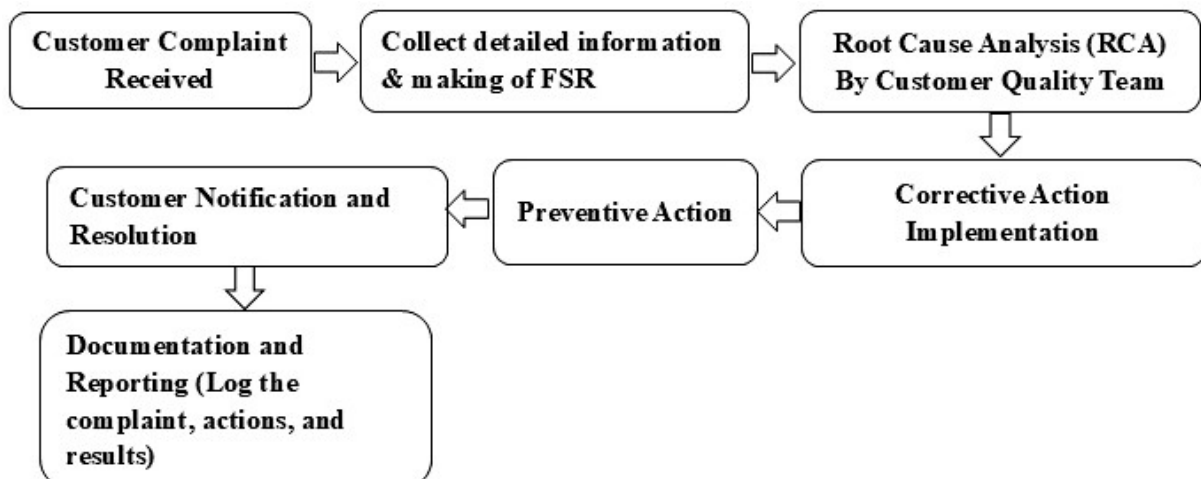 Customer Complaint
Received
Collect detailed information
& making of FSR
Root Cause Analysis (RCA)
By Customer Quality Team
Corrective Action
Implementation
Preventive Action
Customer Notification and
Resolution
Documentation and
Reporting (Log the
complaint, actions, and
results)